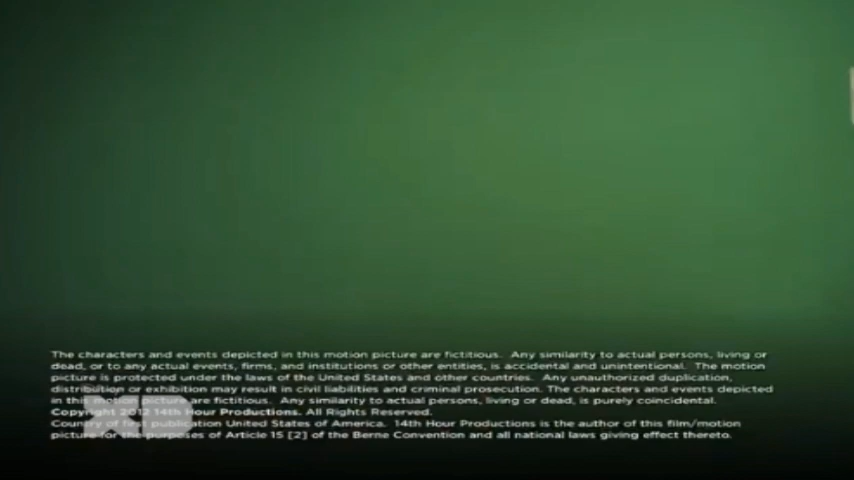 The characters and events depicted in this motion picture are fictitious. Any similarity to actual persons, living or
dead, or to any actual events, firms, and institutions or other entities, is accidental and unintentional. The motion
picture is protected under the laws of the United States and other countries. Any unauthorized duplication,
distribution or exhibition may result in civil liabilities and criminal prosecution. The characters and events depicted
in this motion picture are fictitious. Any similarity to actual persons, living or dead, is purely coincidental.
Copyright 2012 14th Hour Productions. All Rights Reserved.
Country of first publication United States of America. 14th Hour Productions is the author of this film/motion
picture for the purposes of Article 15 [2] of the Berne Convention and all national laws giving effect thereto.
XD